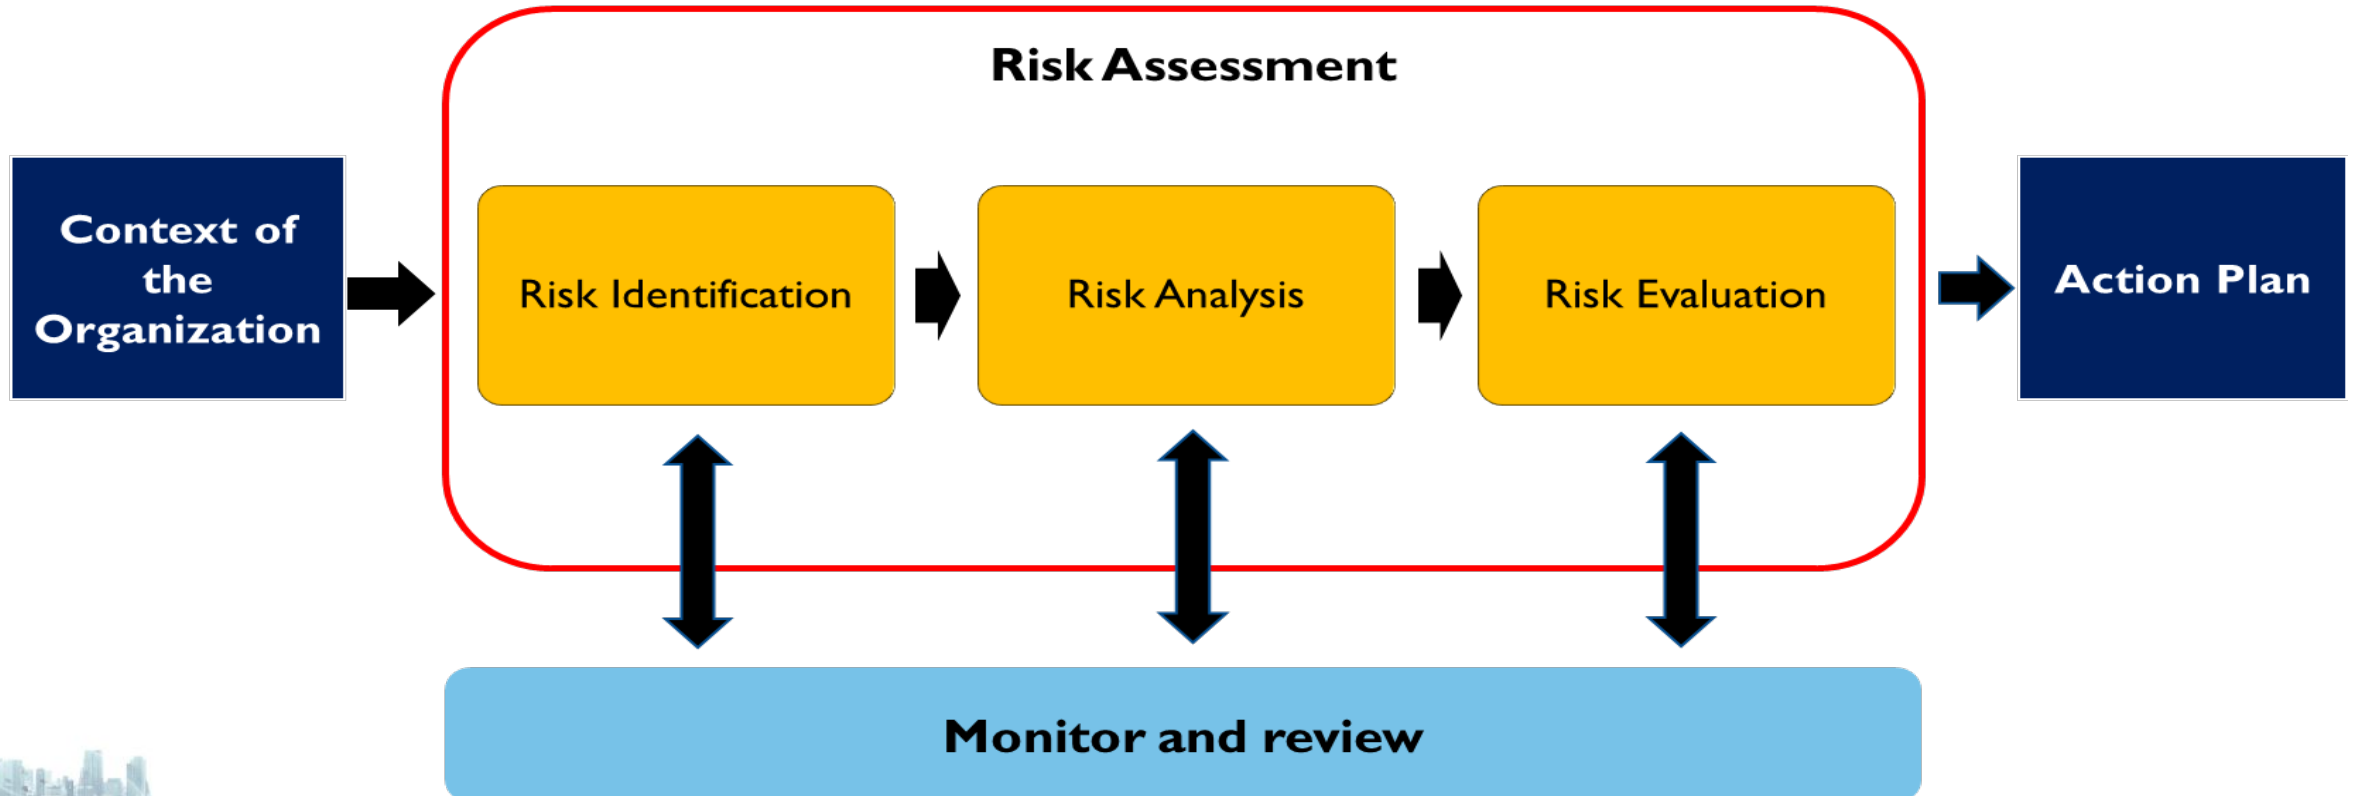 Risk Assessment
Context of
the
Organization
Risk Identification
Risk Analysis
Risk Evaluation
Action Plan
Monitor and review